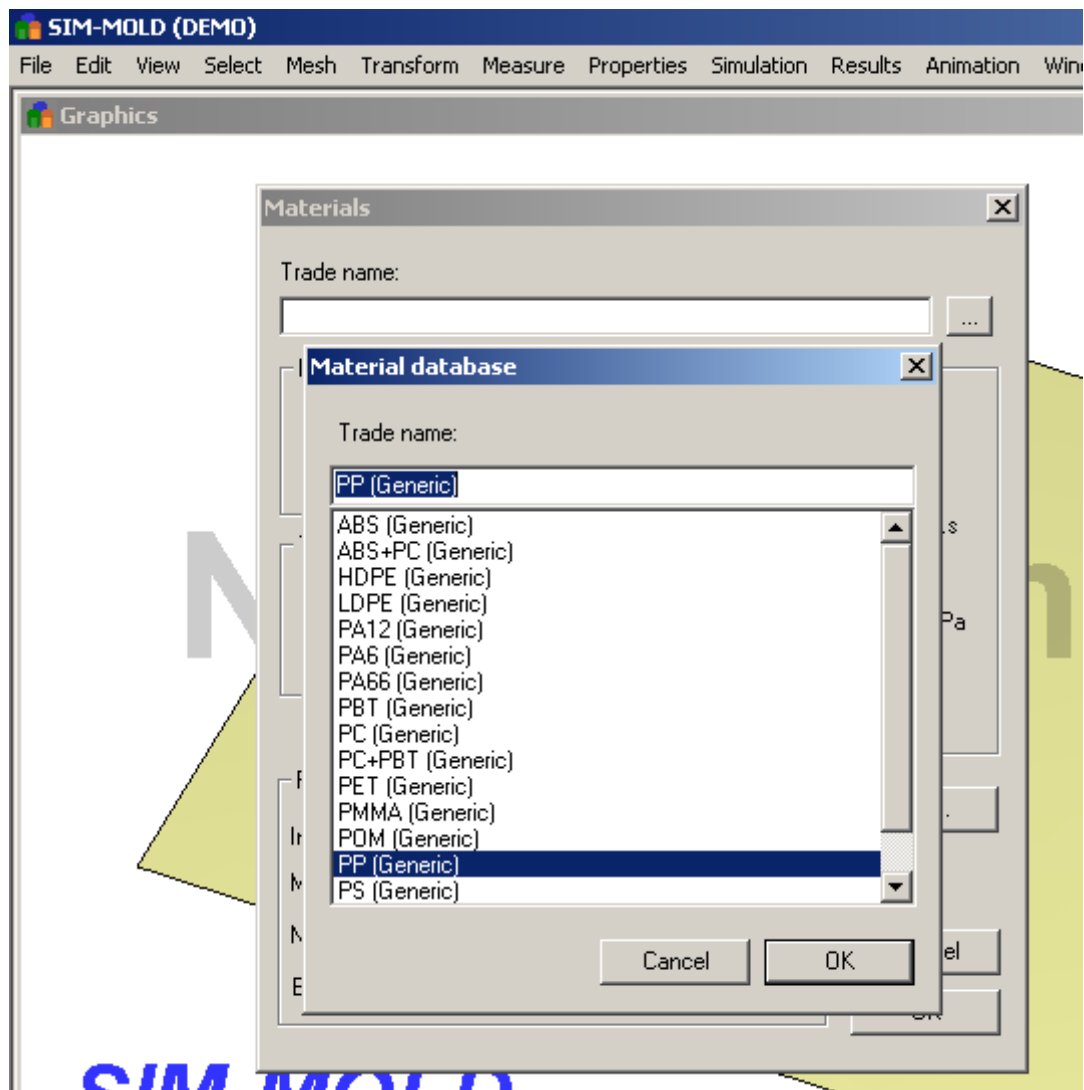 SIM-MOLD (DEMO)
File Edit View Select Mesh Transform Measure Properties Simulation Results Animation
Graphics
Materials
Trade name:
...
Material database
Trade name:
PP (Generic)
ABS (Generic)
ABS+PC (Generic)
HDPE (Generic)
LDPE (Generic)
PA12 (Generic)
PA6 (Generic)
PA66 (Generic)
PBT (Generic)
PC (Generic)
PC+PBT (Generic)
PET (Generic)
PMMA (Generic)
POM (Generic)
PP (Generic)
PS (Generic)
Cancel OK
SIM-MOLD